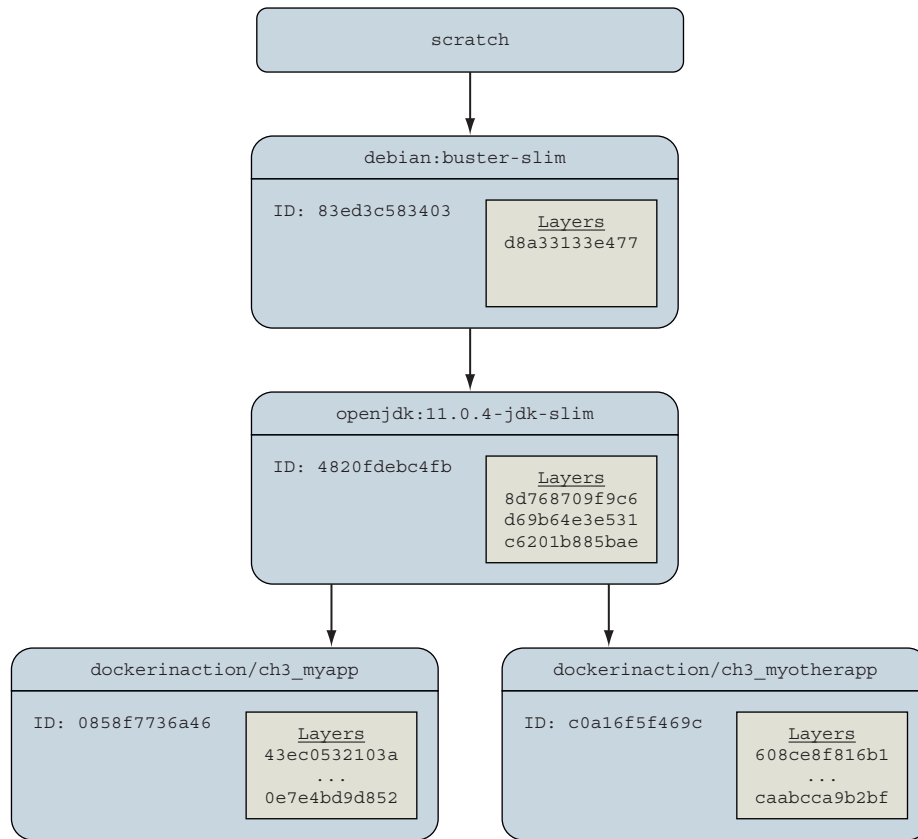 scratch
debian:buster-slim
ID: 83ed3c583403
Layers
d8a33133e477
openjdk:11.0.4-jdk-slim
ID: 4820fdebc4fb
Layers
8d768709f9c6
d69b64e3e531
c6201b885bae
dockerinaction/ch3_myapp
ID: 0858f7736a46
Layers
43ec0532103a
...
0e7e4bd9d852
dockerinaction/ch3_myotherapp
ID: c0a16f5f469c
Layers
608ce8f816b1
...
caabcca9b2bf